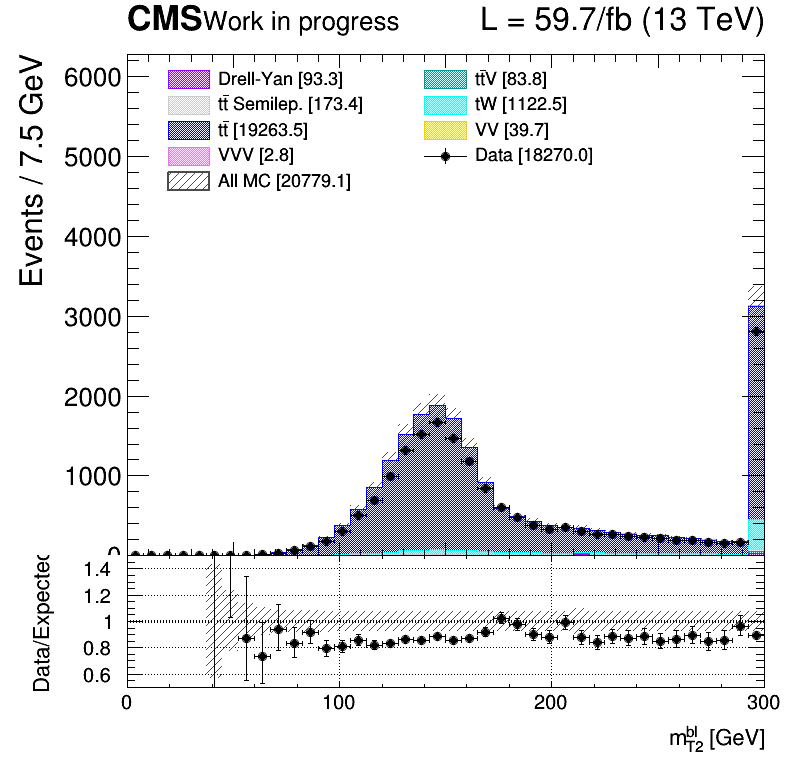 CMS Work in progress L = 59.7/fb (13 TeV)
Events / 7.5 GeV
6000
5000
4000
3000
2000
1000
0
Drell-Yan [93.3]
tt̄ Semilep. [173.4]
tt̄ [19263.5]
VVV [2.8]
All MC [20779.1]
tt̄V [83.8]
tW [1122.5]
VV [39.7]
Data [18270.0]
Data/Expected
1.4
1.2
1
0.8
0.6
0 100 200 300
m^{bl}_{T2} [GeV]